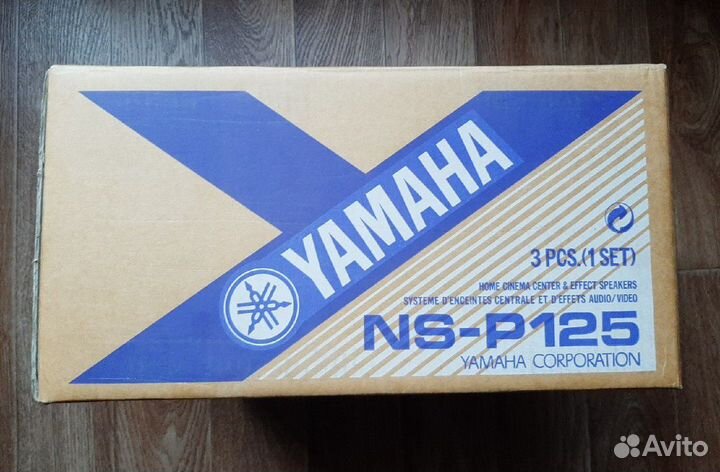 YAMAHA
3 PCS.(1 SET)
HOME CINEMA CENTER & EFFECT SPEAKERS
SYSTEME D'ENCEINTES CENTRALE ET D'EFFETS AUDIO/VIDEO
NS-P125
YAMAHA CORPORATION
Avito